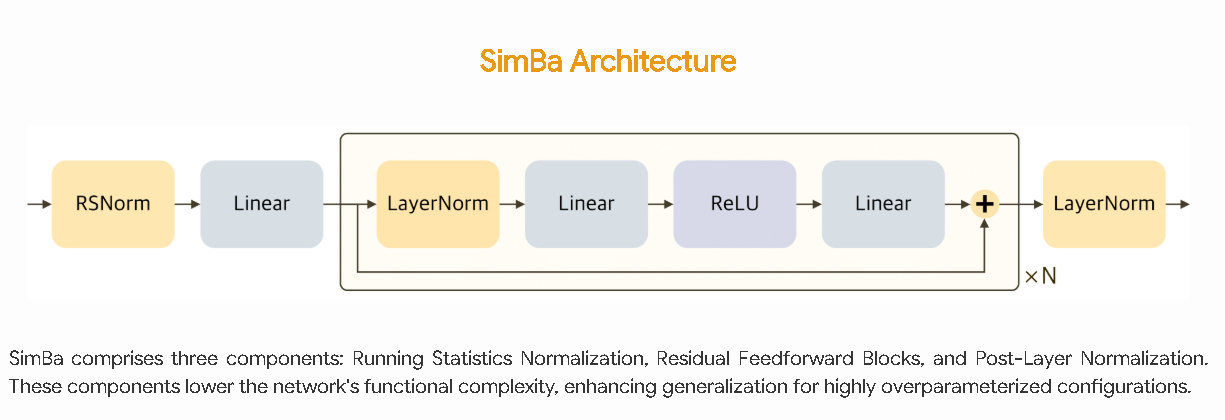 SimBa Architecture
RSNorm
Linear
LayerNorm
Linear
ReLU
Linear
+
LayerNorm
×N
SimBa comprises three components: Running Statistics Normalization, Residual Feedforward Blocks, and Post-Layer Normalization.
These components lower the network's functional complexity, enhancing generalization for highly overparameterized configurations.